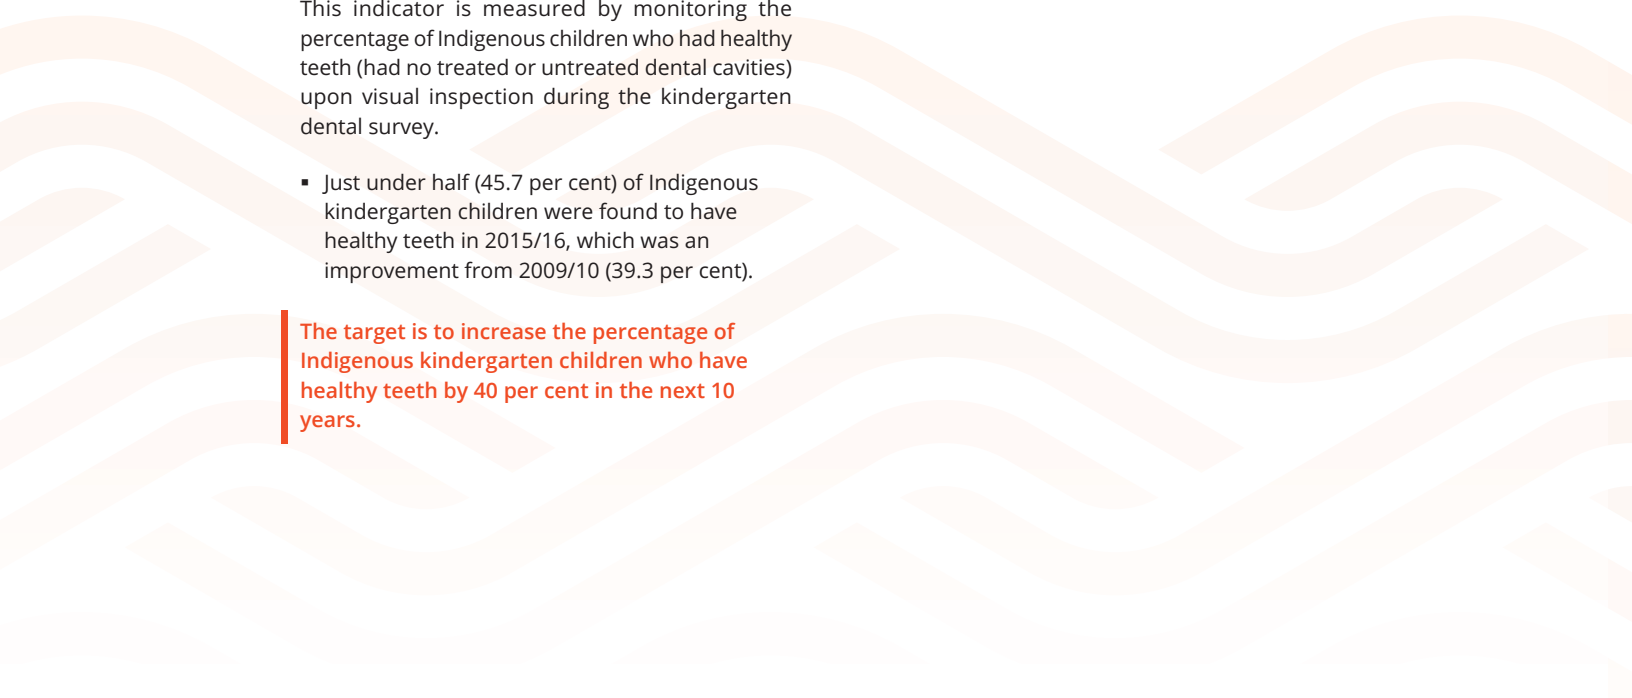 This indicator is measured by monitoring the
percentage of Indigenous children who had healthy
teeth (had no treated or untreated dental cavities)
upon visual inspection during the kindergarten
dental survey.
▪ Just under half (45.7 per cent) of Indigenous
kindergarten children were found to have
healthy teeth in 2015/16, which was an
improvement from 2009/10 (39.3 per cent).
The target is to increase the percentage of
Indigenous kindergarten children who have
healthy teeth by 40 per cent in the next 10
years.